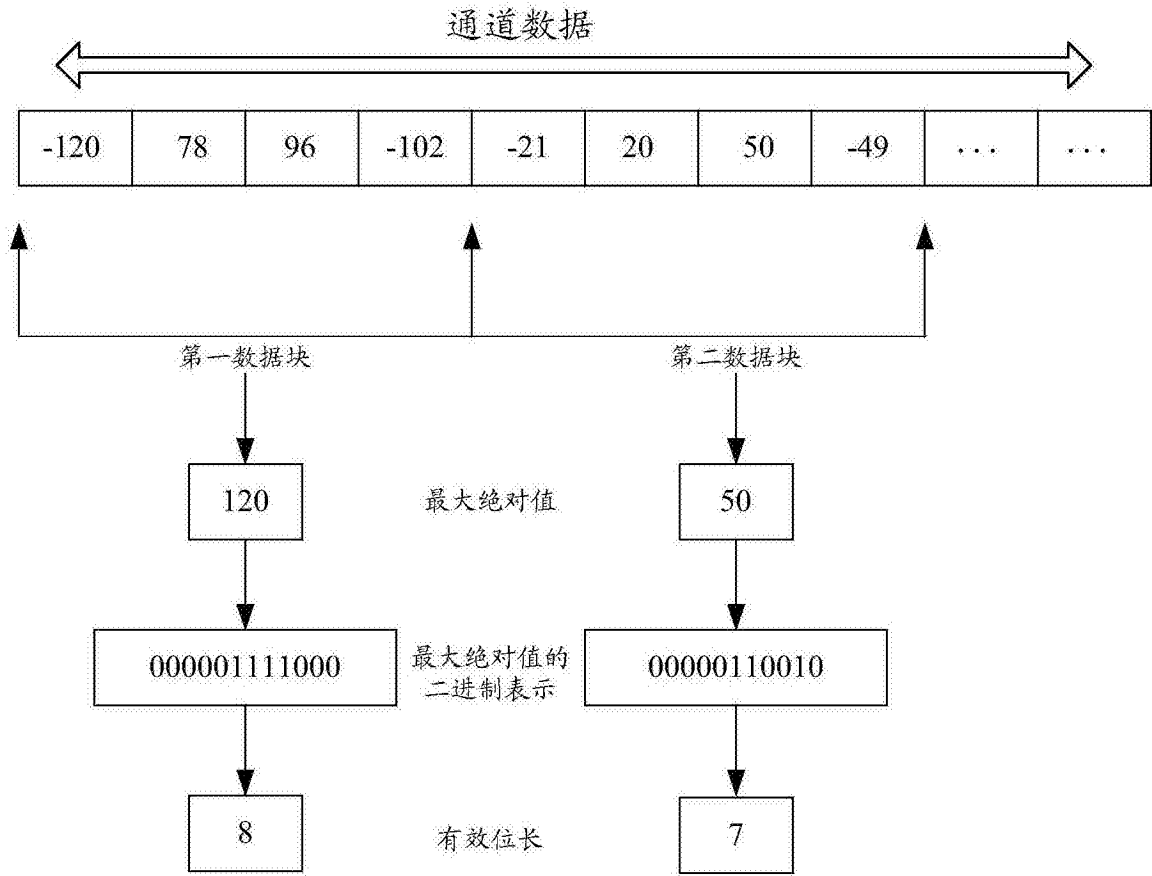 通道数据
-120 78 96 -102 -21 20 50 -49 ... ...
第一数据块 第二数据块
120 最大绝对值 50
000001111000 最大绝对值的 00000110010
二进制表示
8 有效位长 7